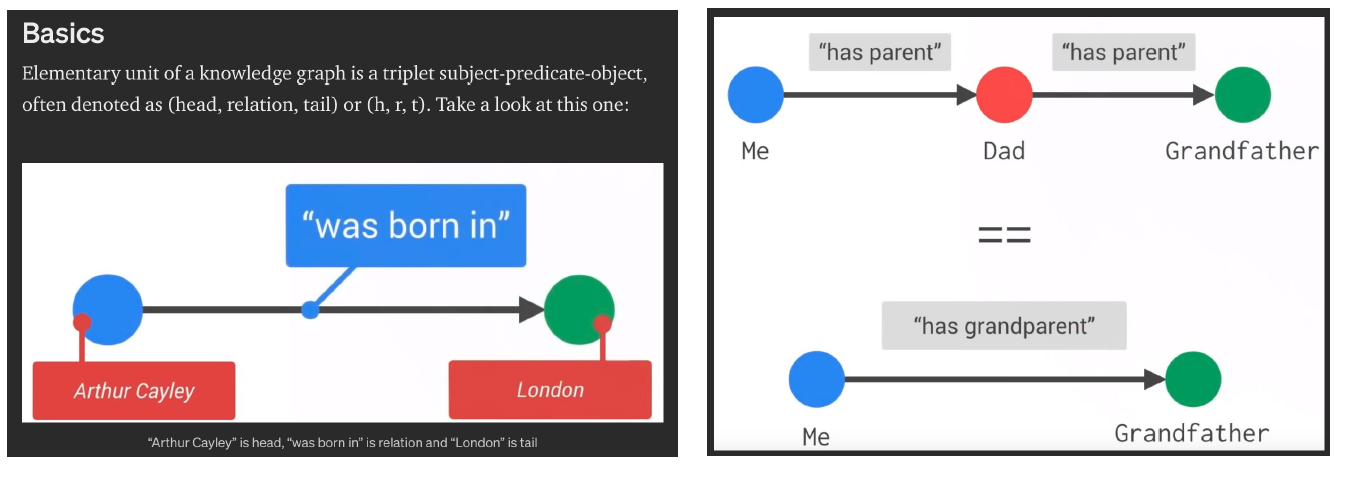 Basics
Elementary unit of a knowledge graph is a triplet subject-predicate-object,
often denoted as (head, relation, tail) or (h, r, t). Take a look at this one:
“was born in”
Arthur Cayley
London
“Arthur Cayley” is head, “was born in” is relation and “London” is tail
“has parent”
“has parent”
Me
Dad
Grandfather
==
“has grandparent”
Me
Grandfather